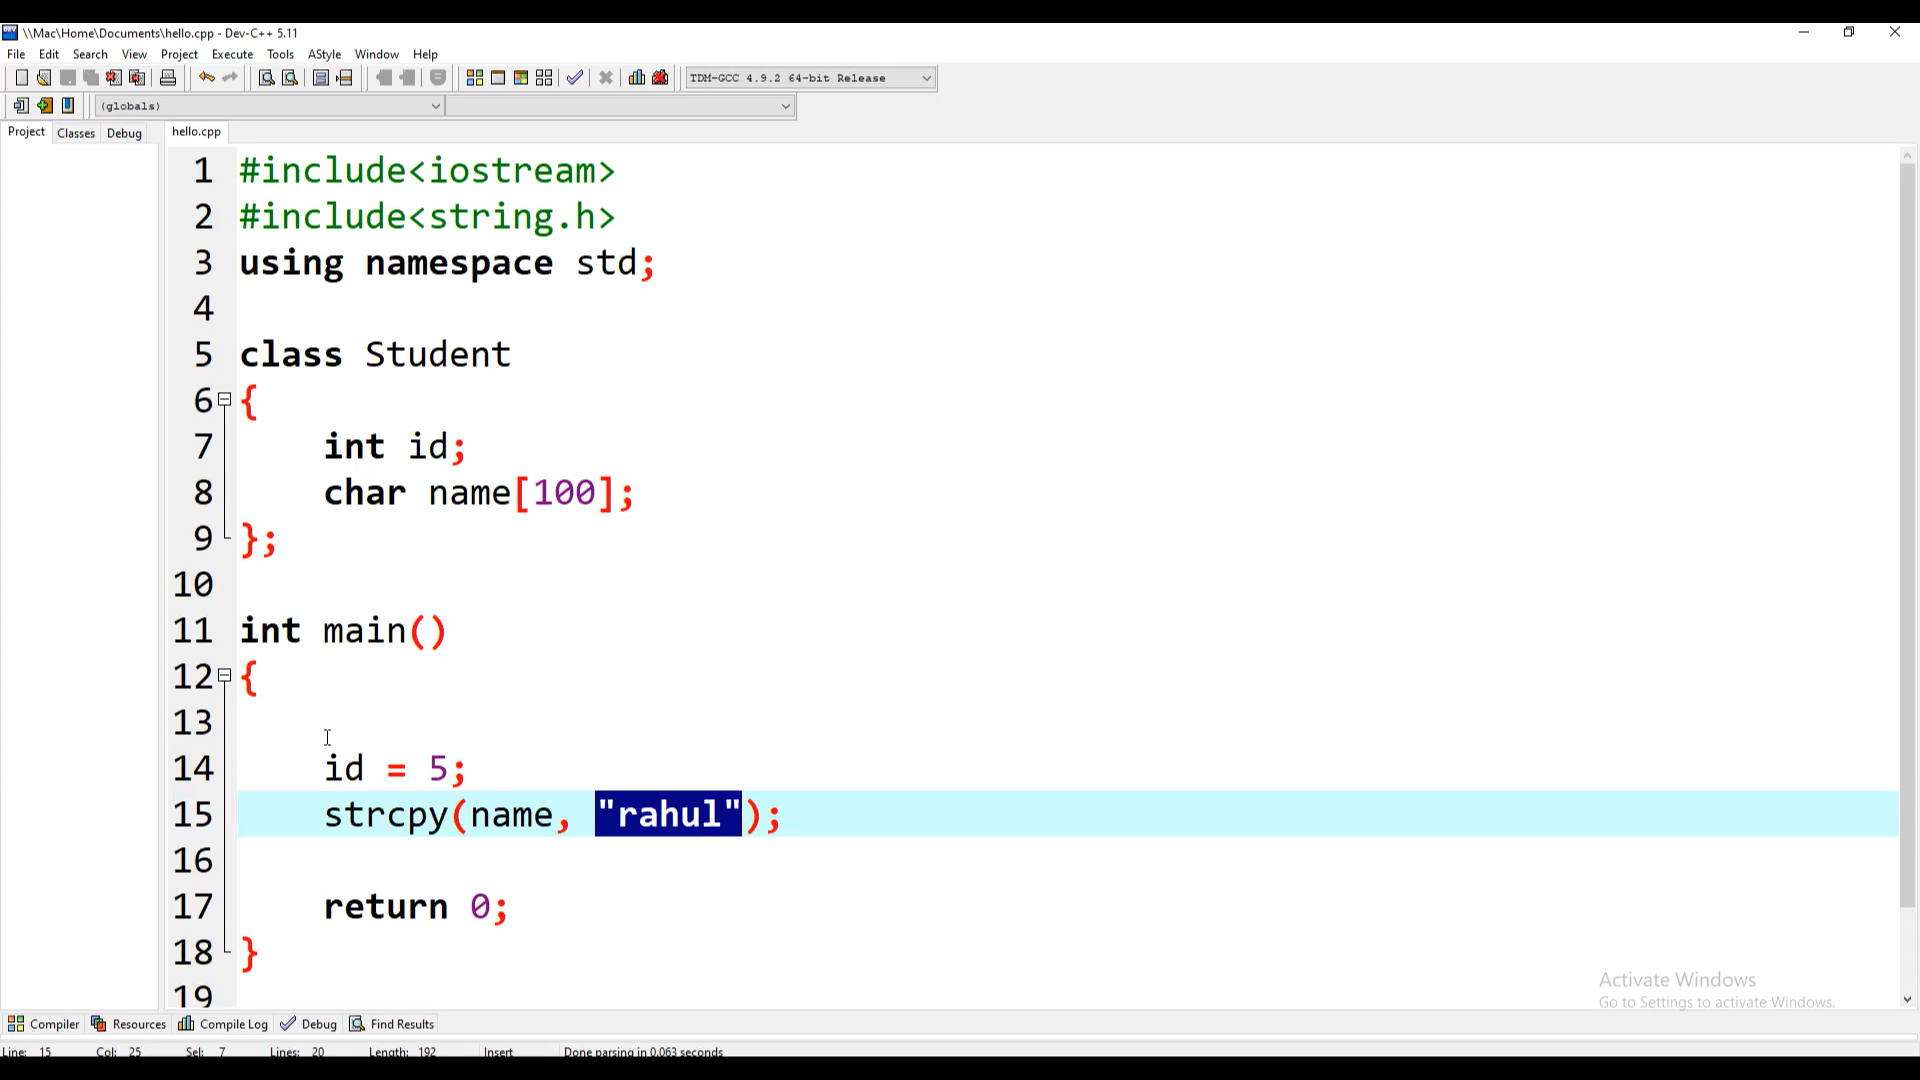 \\Mac\Home\Documents\hello.cpp - Dev-C++ 5.11
File Edit Search View Project Execute Tools AStyle Window Help
TDM-GCC 4.9.2 64-bit Release
(globals)
Project Classes Debug hello.cpp
1 #include<iostream>
2 #include<string.h>
3 using namespace std;
4
5 class Student
6 {
7 int id;
8 char name[100];
9 };
10
11 int main()
12 {
13
14 id = 5;
15 strcpy(name, "rahul");
16
17 return 0;
18 }
19
Activate Windows
Go to Settings to activate Windows.
Compiler Resources Compile Log Debug Find Results
Line: 15 Col: 25 Sel: 7 Lines: 20 Length: 192 Insert Done parsing in 0.063 seconds